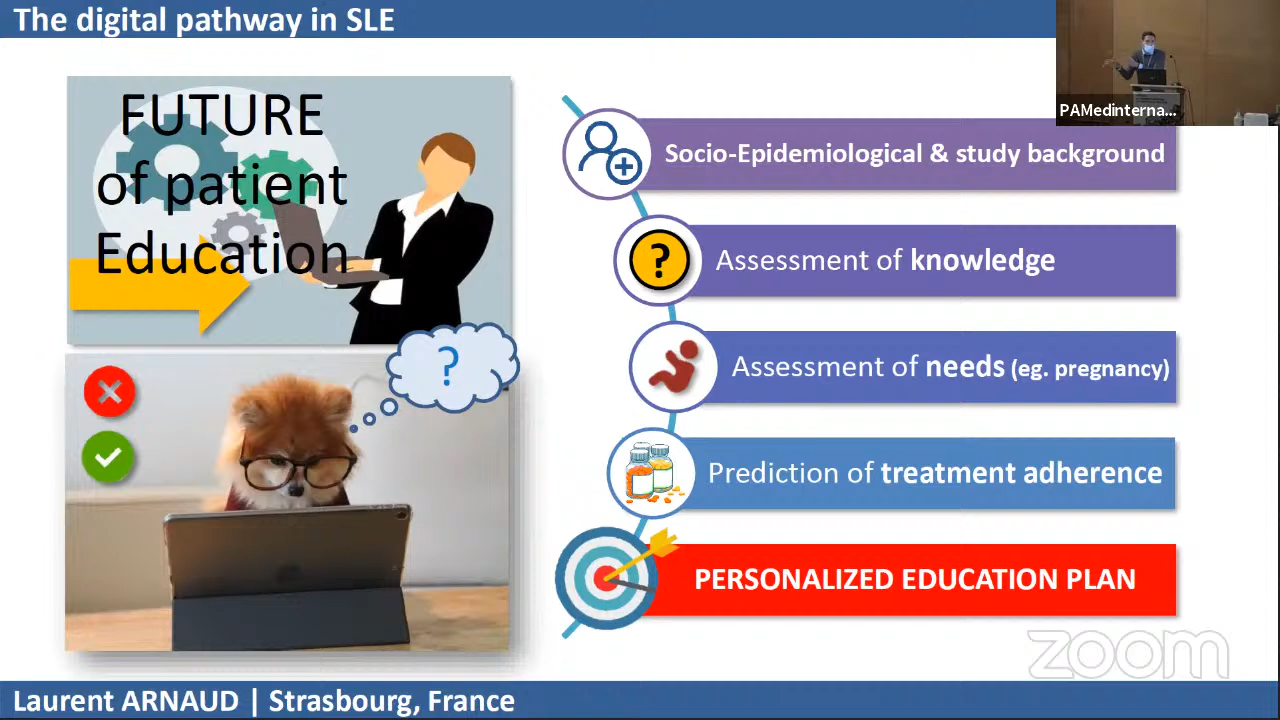 The digital pathway in SLE
PAMedinterna...
FUTURE
of patient
Education
?
Socio-Epidemiological & study background
?
Assessment of knowledge
Assessment of needs (eg. pregnancy)
Prediction of treatment adherence
PERSONALIZED EDUCATION PLAN
zoom
Laurent ARNAUD | Strasbourg, France